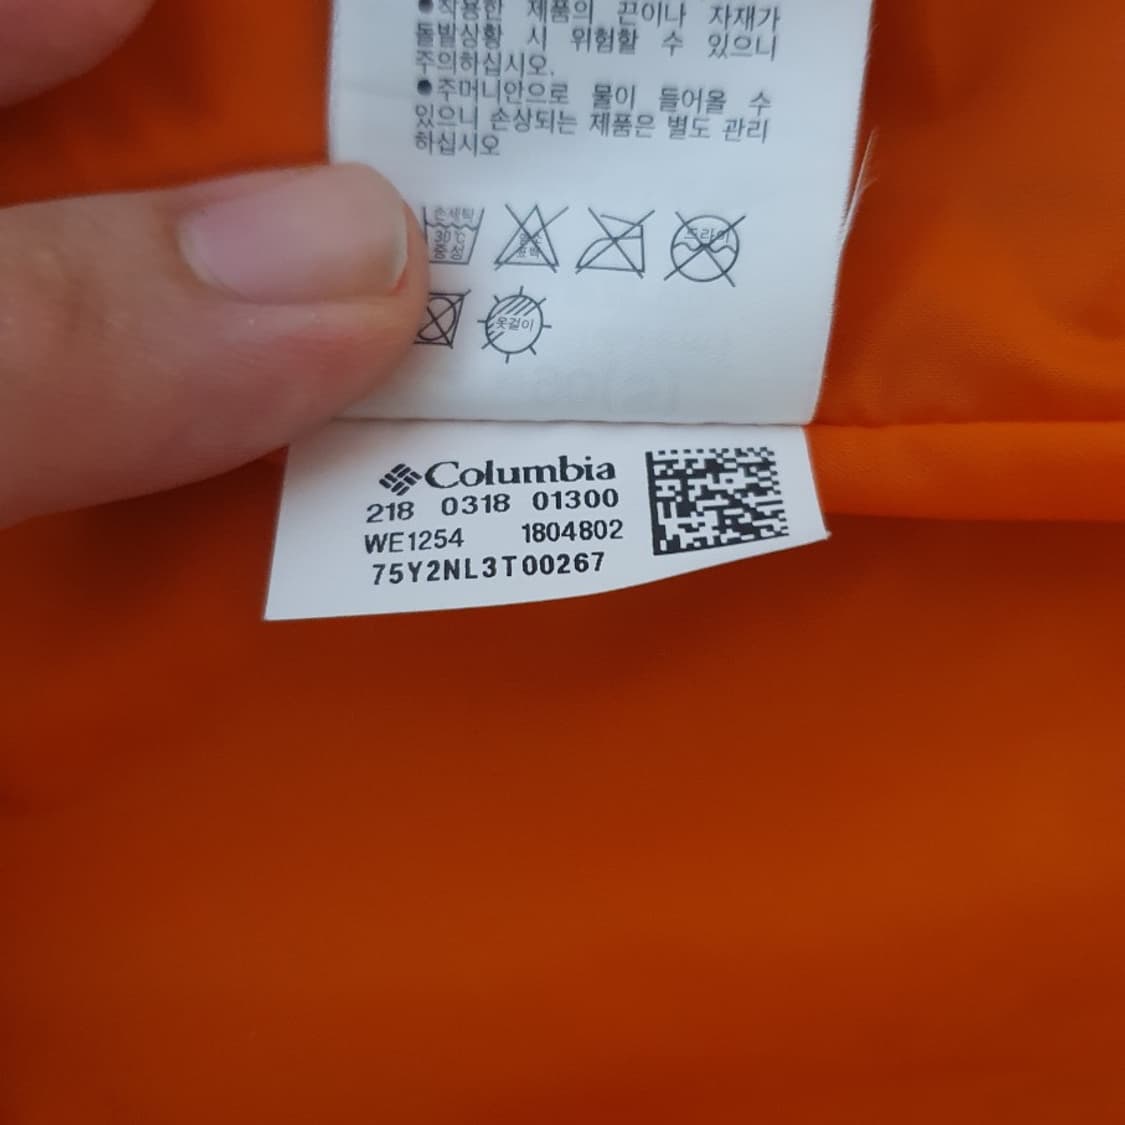 ●착용한 제품의 끈이나 자재가
돌발상황 시 위험할 수 있으니
주의하십시오.
●주머니안으로 물이 들어올 수
있으니 손상되는 제품은 별도 관리
하십시오
손세탁
30℃
중성
염소
표백
드라이
옷걸이
Columbia
218 0318 01300
WE1254 1804802
75Y2NL3T00267